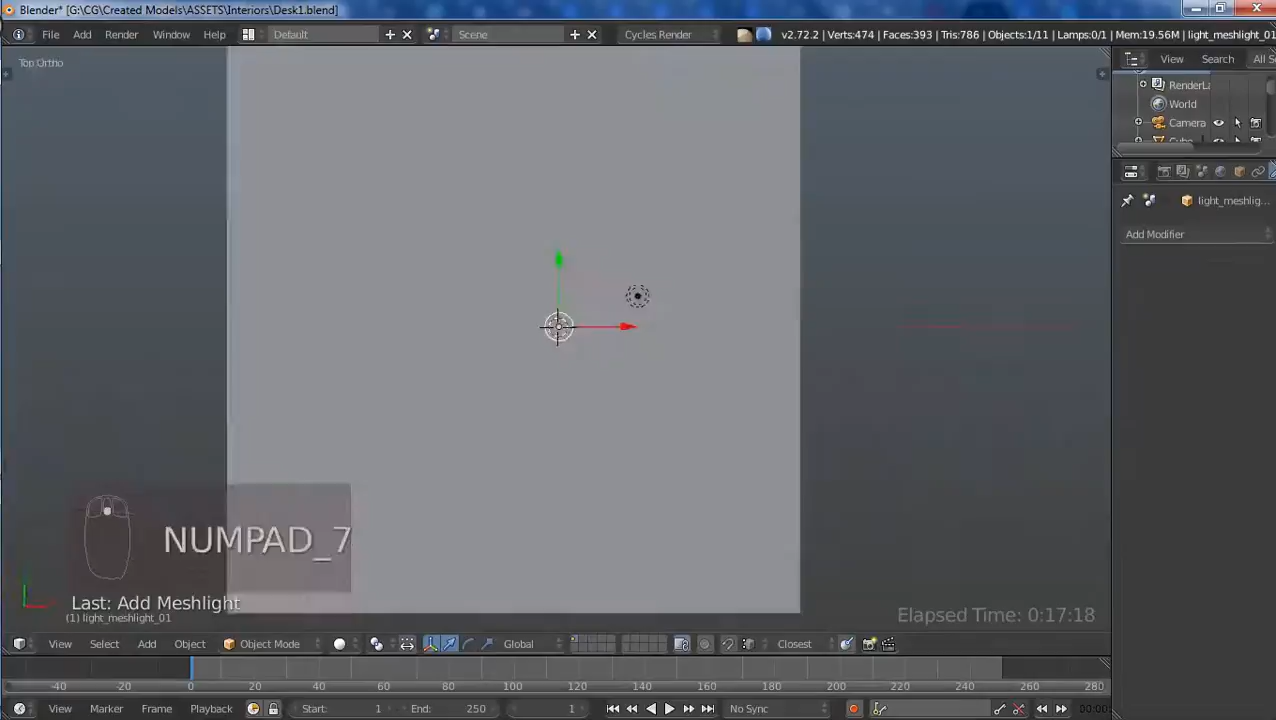 Blender* [G:\CG\Created Models\ASSETS\Interiors\Desk1.blend]
File Add Render Window Help Default Scene Cycles Render v2.72.2 | Verts:474 | Faces:393 | Tris:786 | Objects:1/11 | Lamps:0/1 | Mem:19.56M | light_meshlight_01
Top Ortho
View Search All S
RenderLa
World
Camera
Cube
light_meshlig...
Add Modifier
NUMPAD_7
Last: Add Meshlight
(1) light_meshlight_01
Elapsed Time: 0:17:18
View Select Add Object Object Mode Global Closest
-40 -20 0 20 40 60 80 100 120 140 160 180 200 220 240 260 280
View Marker Frame Playback Start: 1 End: 250 1 No Sync 00:00